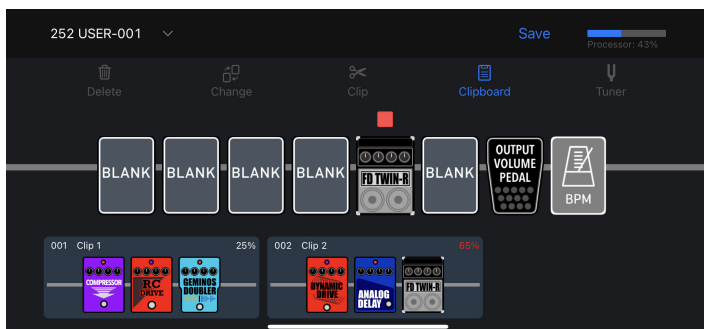 252 USER-001
Save
Processor: 43%
Delete
Change
Clip
Clipboard
Tuner
BLANK
BLANK
BLANK
BLANK
FD TWIN-R
BLANK
OUTPUT
VOLUME
PEDAL
BPM
001 Clip 1 25%
COMPRESSOR
RC
DRIVE
GEMINOS
DOUBLER
002 Clip 2 65%
DYNAMIC
DRIVE
ANALOG
DELAY
FD TWIN-R